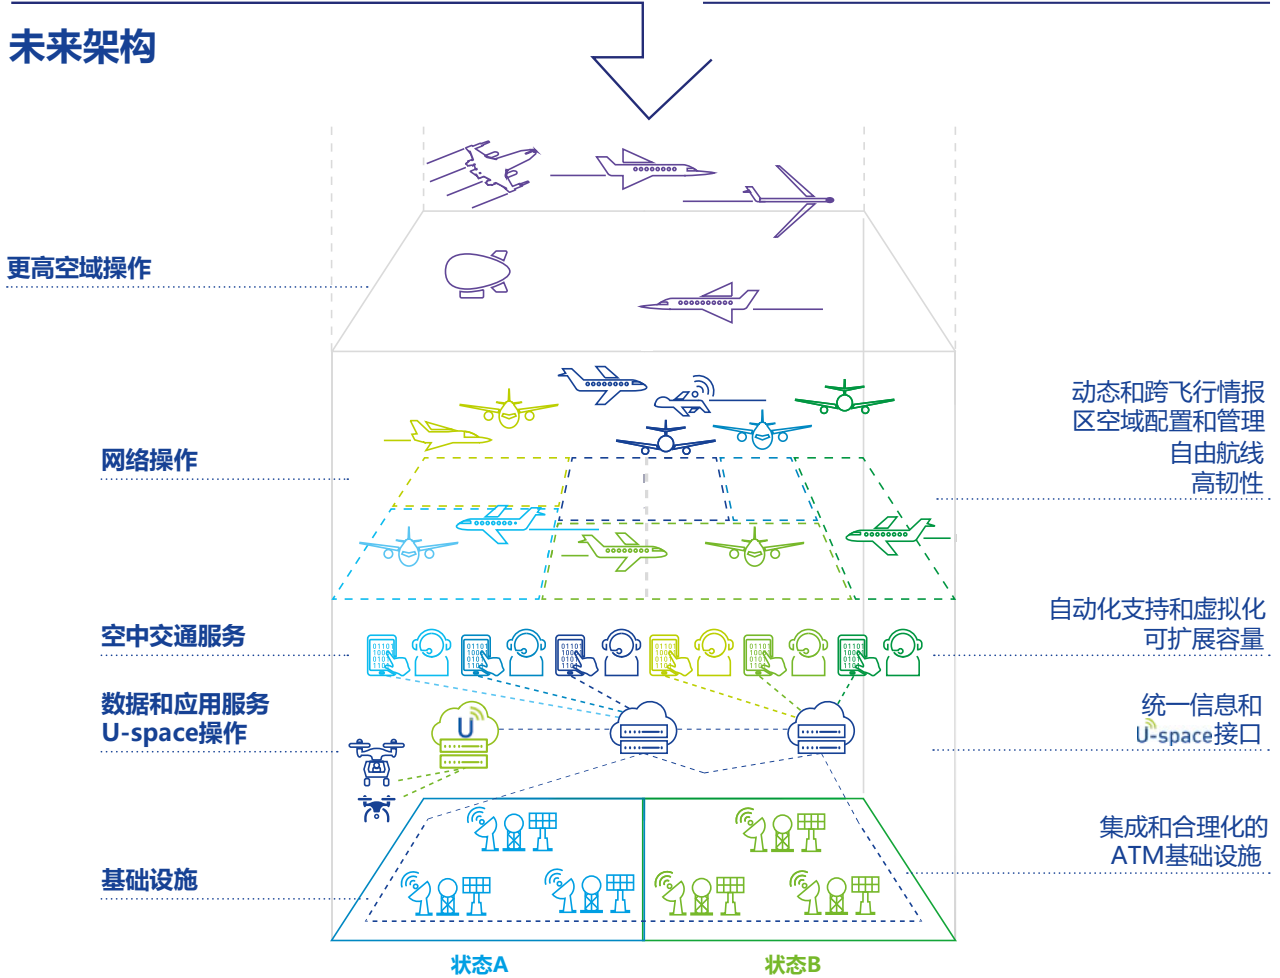 未来架构
更高空域操作
动态和跨飞行情报
区空域配置和管理
自由航线
高韧性
网络操作
自动化支持和虚拟化
可扩展容量
空中交通服务
数据和应用服务
U-space操作
U
统一信息和
U-space接口
集成和合理化的
ATM基础设施
基础设施
状态A
状态B